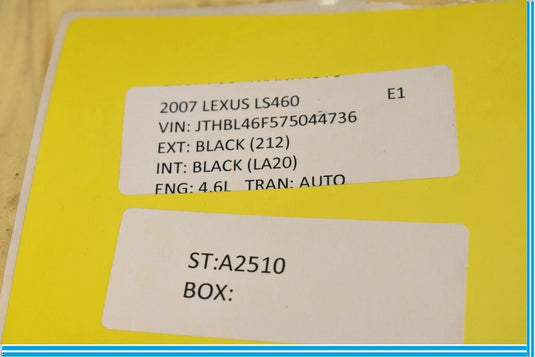 2007 LEXUS LS460 E1
VIN: JTHBL46F575044736
EXT: BLACK (212)
INT: BLACK (LA20)
ENG: 4.6L TRAN: AUTO
ST:A2510
BOX: